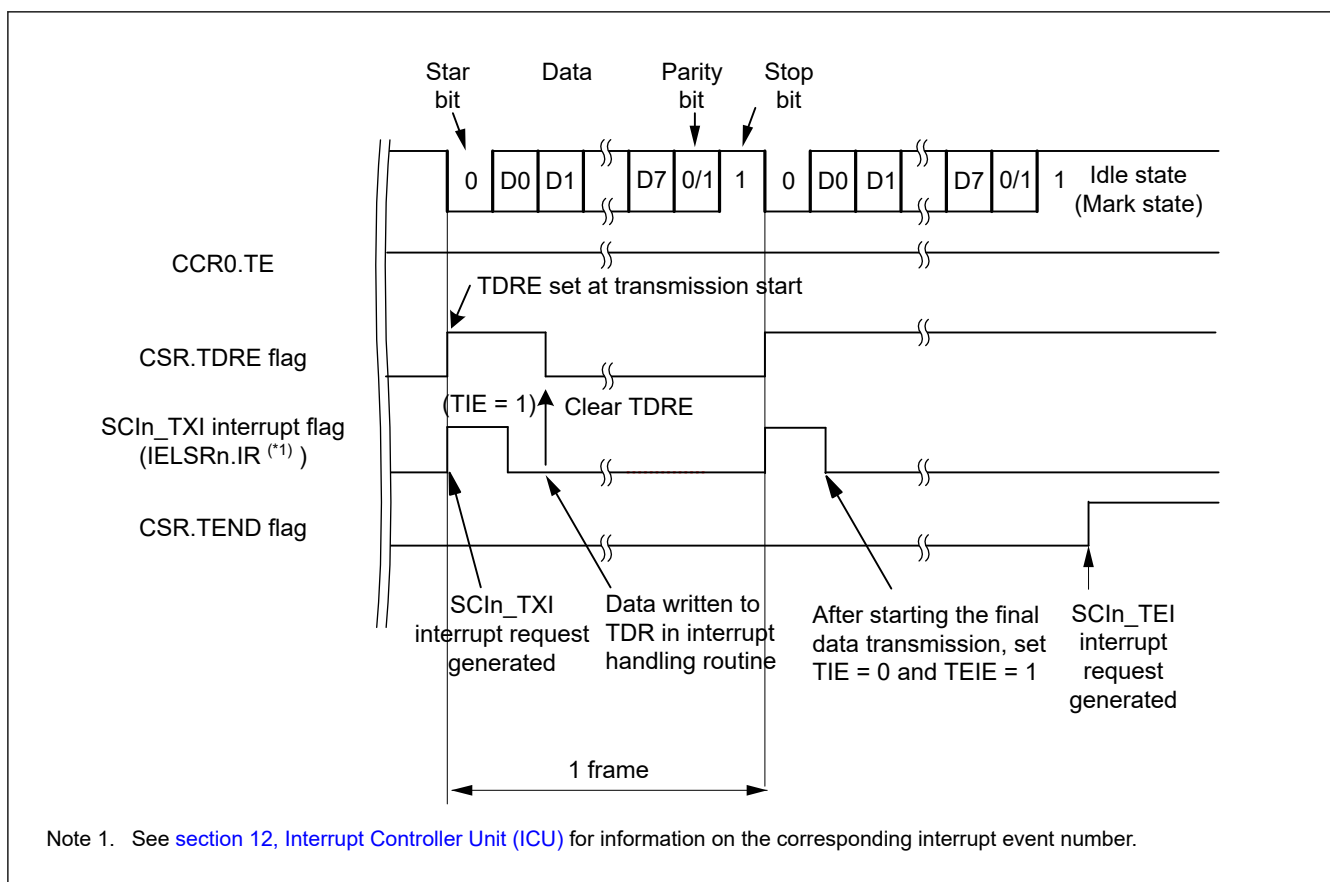 Star bit
Data
Parity bit
Stop bit
0 D0 D1 D7 0/1 1 0 D0 D1 D7 0/1 1 Idle state
(Mark state)
CCR0.TE
TDRE set at transmission start
CSR.TDRE flag
(TIE = 1) Clear TDRE
SCIn_TXI interrupt flag
(IELSRn.IR (*1) )
CSR.TEND flag
SCIn_TXI
interrupt request
generated
Data written to
TDR in interrupt
handling routine
After starting the final
data transmission, set
TIE = 0 and TEIE = 1
SCIn_TEI
interrupt
request
generated
1 frame
Note 1. See section 12, Interrupt Controller Unit (ICU) for information on the corresponding interrupt event number.